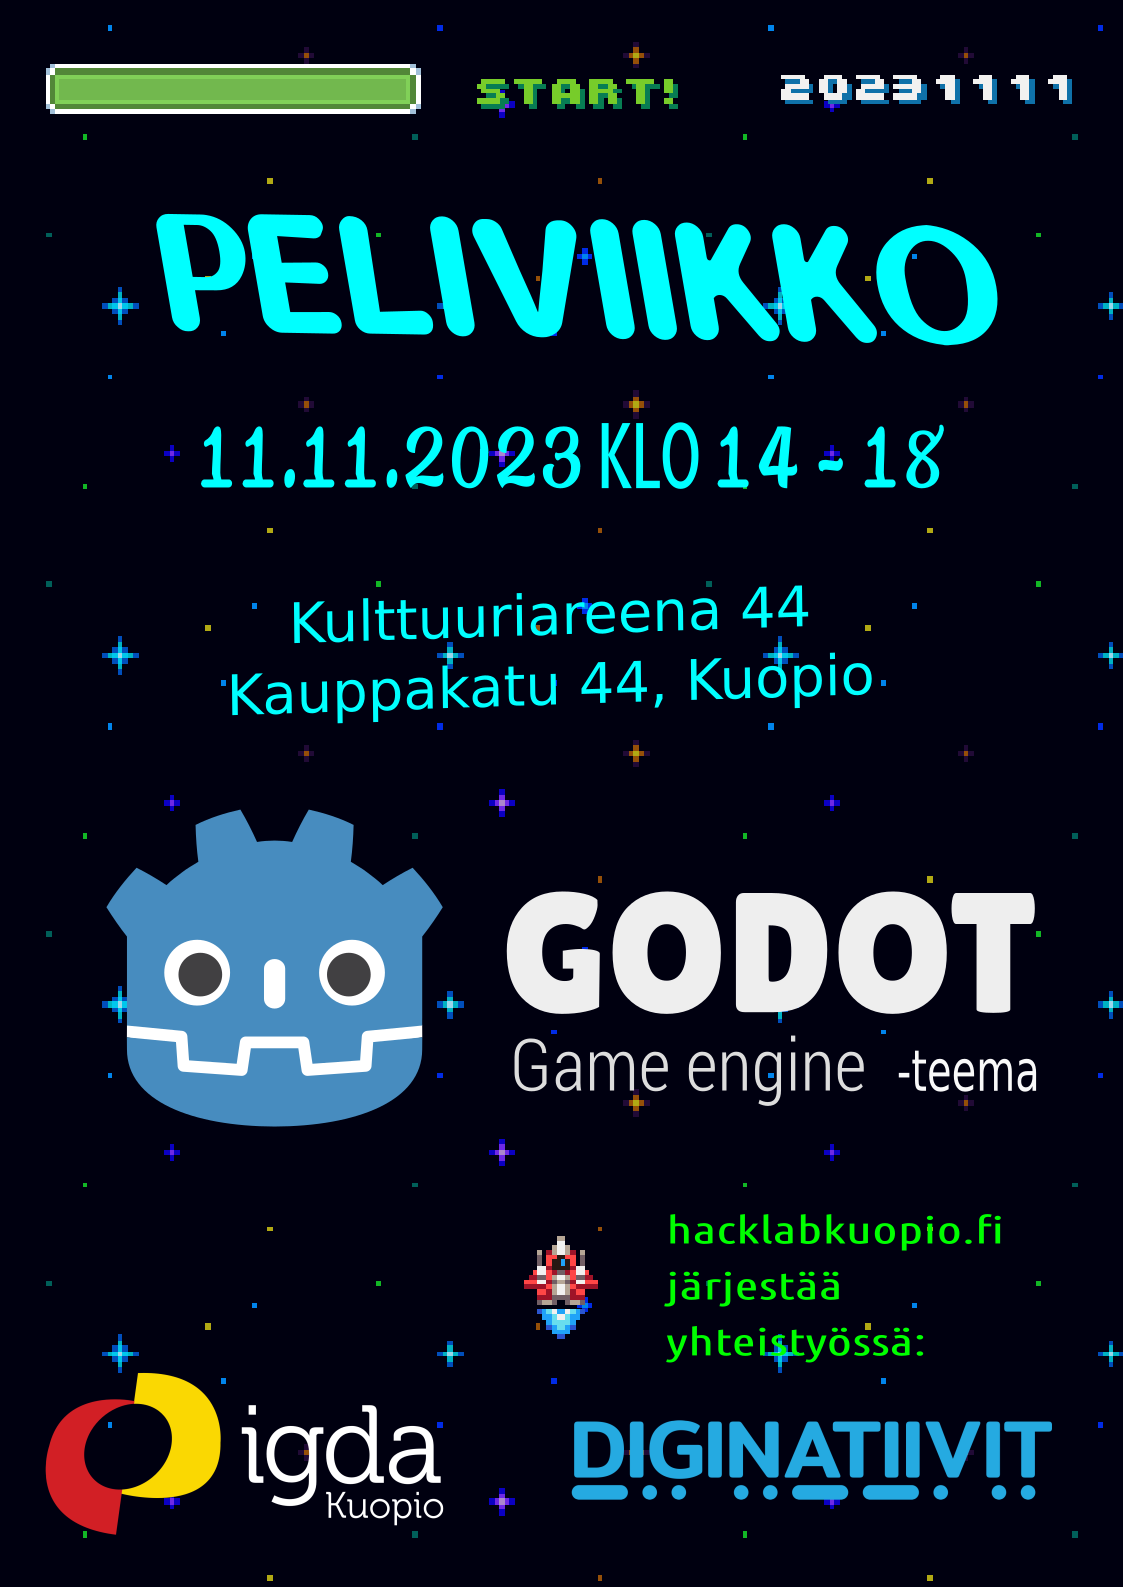 START!
20231111
PELIVIIKKO
11.11.2023 KLO 14 - 18
Kulttuuriareena 44
Kauppakatu 44, Kuopio
GODOT
Game engine -teema
hacklabkuopio.fi
järjestää
yhteistyössä:
igda
Kuopio
DIGINATIIVIT